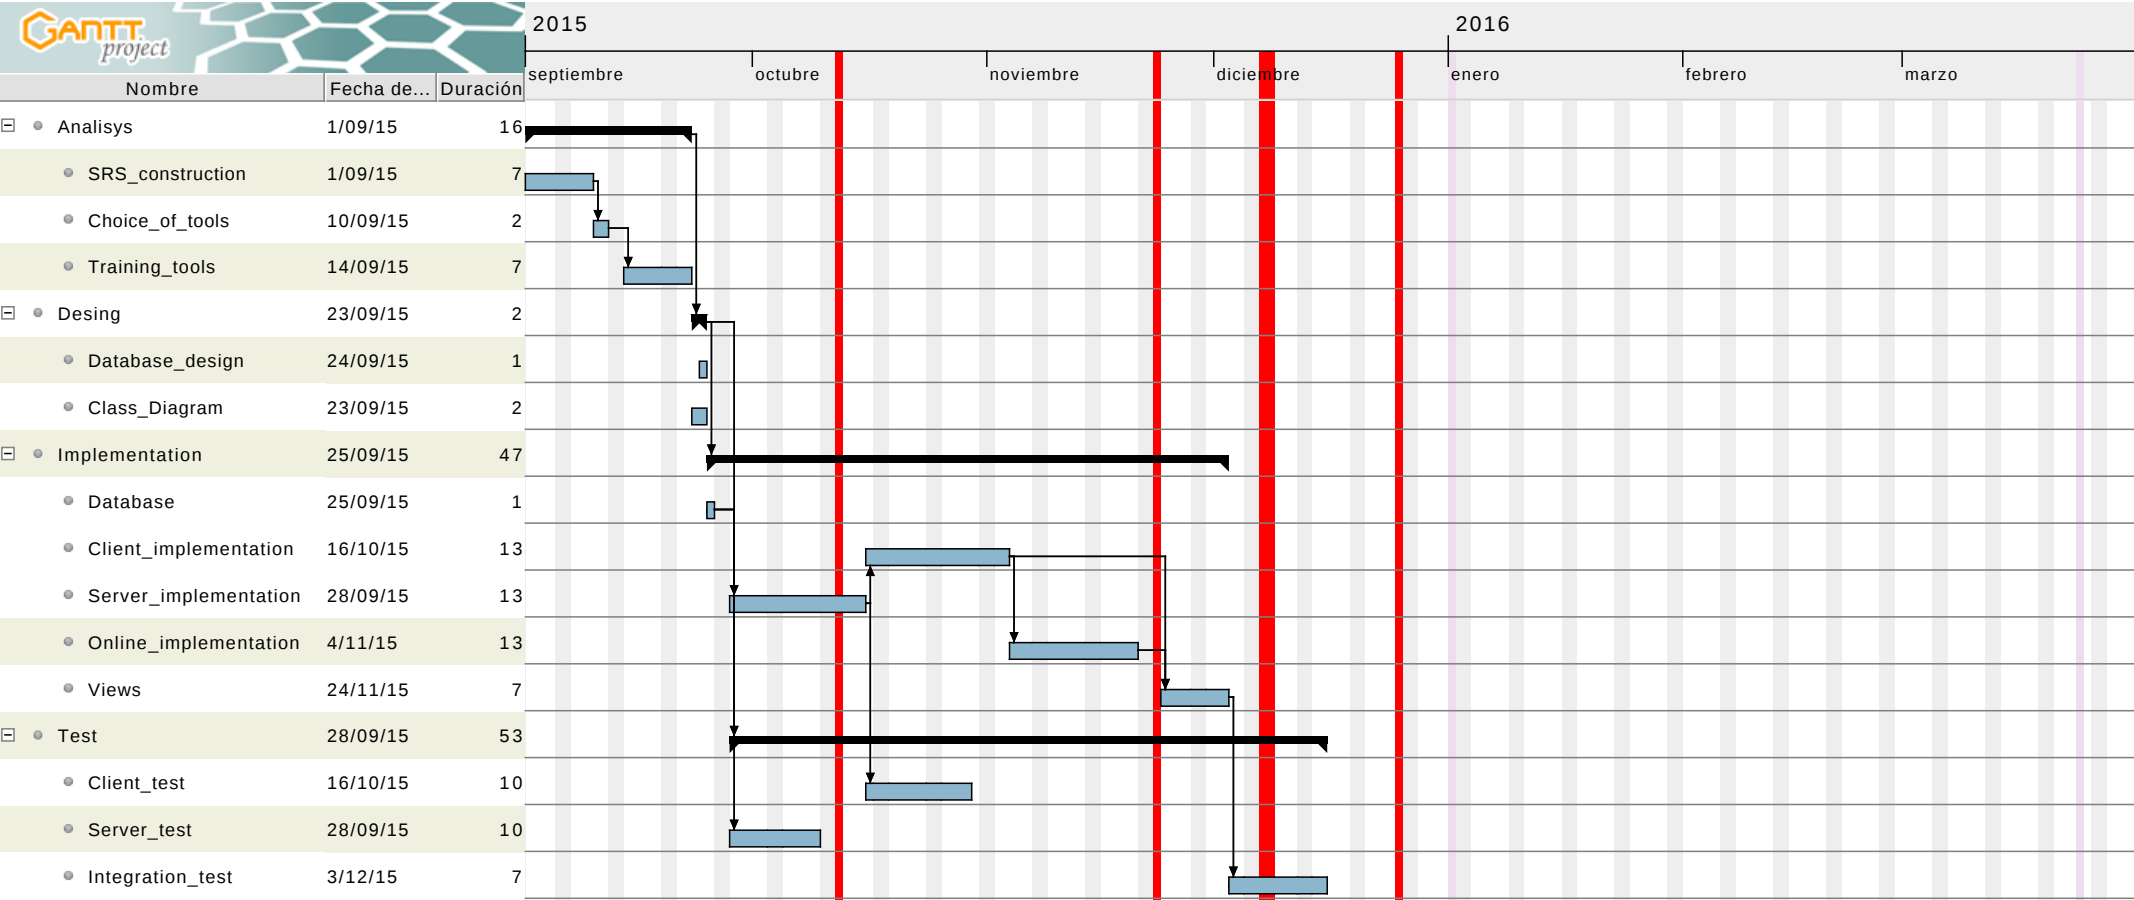 GANTT
project
2015
2016
septiembre octubre noviembre diciembre enero febrero marzo
Nombre Fecha de... Duración
Analisys 1/09/15 16
SRS_construction 1/09/15 7
Choice_of_tools 10/09/15 2
Training_tools 14/09/15 7
Desing 23/09/15 2
Database_design 24/09/15 1
Class_Diagram 23/09/15 2
Implementation 25/09/15 47
Database 25/09/15 1
Client_implementation 16/10/15 13
Server_implementation 28/09/15 13
Online_implementation 4/11/15 13
Views 24/11/15 7
Test 28/09/15 53
Client_test 16/10/15 10
Server_test 28/09/15 10
Integration_test 3/12/15 7